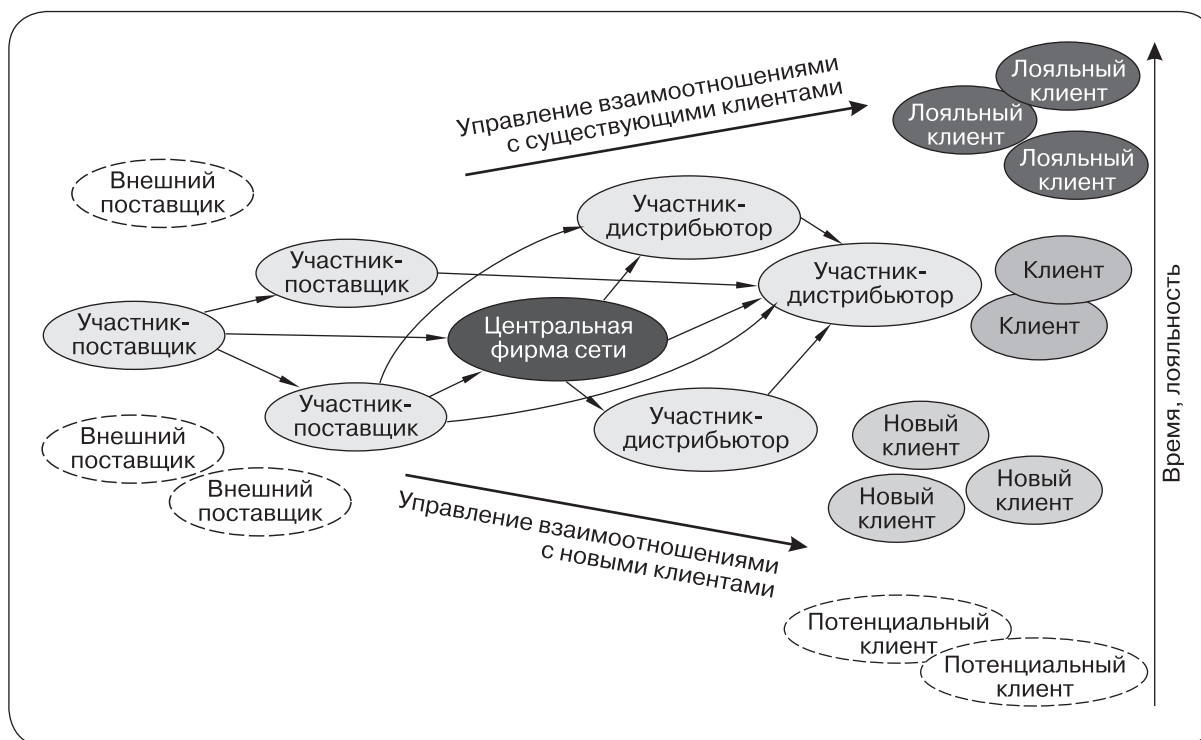 Управление взаимоотношениями
с существующими клиентами
Лояльный
клиент
Лояльный
клиент
Лояльный
клиент
Внешний
поставщик
Участник-
дистрибьютор
Участник-
поставщик
Участник-
дистрибьютор
Клиент
Клиент
Участник-
поставщик
Центральная
фирма сети
Участник-
поставщик
Участник-
дистрибьютор
Новый
клиент
Новый
клиент
Новый
клиент
Внешний
поставщик
Внешний
поставщик
Управление взаимоотношениями
с новыми клиентами
Потенциальный
клиент
Потенциальный
клиент
Время, лояльность